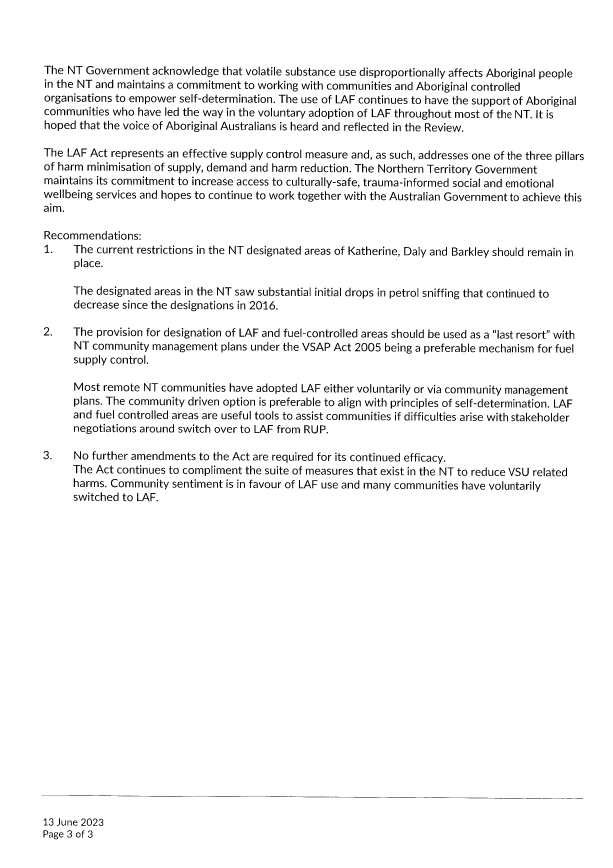 The NT Government acknowledge that volatile substance use disproportionally affects Aboriginal people
in the NT and maintains a commitment to working with communities and Aboriginal controlled
organisations to empower self-determination. The use of LAF continues to have the support of Aboriginal
communities who have led the way in the voluntary adoption of LAF throughout most of the NT. It is
hoped that the voice of Aboriginal Australians is heard and reflected in the Review.
The LAF Act represents an effective supply control measure and, as such, addresses one of the three pillars
of harm minimisation of supply, demand and harm reduction. The Northern Territory Government
maintains its commitment to increase access to culturally-safe, trauma-informed social and emotional
wellbeing services and hopes to continue to work together with the Australian Government to achieve this
aim.
Recommendations:
1. The current restrictions in the NT designated areas of Katherine, Daly and Barkley should remain in
place.
The designated areas in the NT saw substantial initial drops in petrol sniffing that continued to
decrease since the designations in 2016.
2. The provision for designation of LAF and fuel-controlled areas should be used as a "last resort" with
NT community management plans under the VSAP Act 2005 being a preferable mechanism for fuel
supply control.
Most remote NT communities have adopted LAF either voluntarily or via community management
plans. The community driven option is preferable to align with principles of self-determination. LAF
and fuel controlled areas are useful tools to assist communities if difficulties arise with stakeholder
negotiations around switch over to LAF from RUP.
3. No further amendments to the Act are required for its continued efficacy.
The Act continues to compliment the suite of measures that exist in the NT to reduce VSU related
harms. Community sentiment is in favour of LAF use and many communities have voluntarily
switched to LAF.
13 June 2023
Page 3 of 3